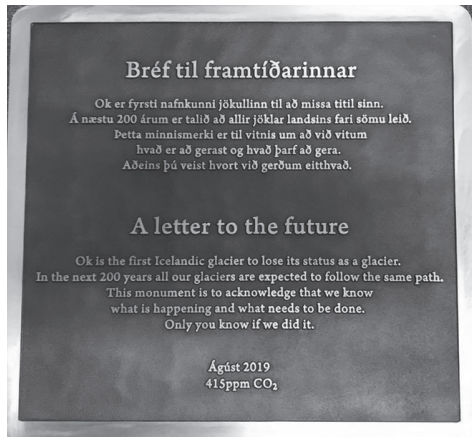 Bréf til framtíðarinnar
Ok er fyrsti nafnkunni jökullinn til að missa titil sinn.
Á næstu 200 árum er talið að allir jöklar landsins fari sömu leið.
Þetta minnismerki er til vitnis um að við vitum
hvað er að gerast og hvað þarf að gera.
Aðeins þú veist hvort við gerðum eitthvað.
A letter to the future
Ok is the first Icelandic glacier to lose its status as a glacier.
In the next 200 years all our glaciers are expected to follow the same path.
This monument is to acknowledge that we know
what is happening and what needs to be done.
Only you know if we did it.
Ágúst 2019
415ppm CO₂